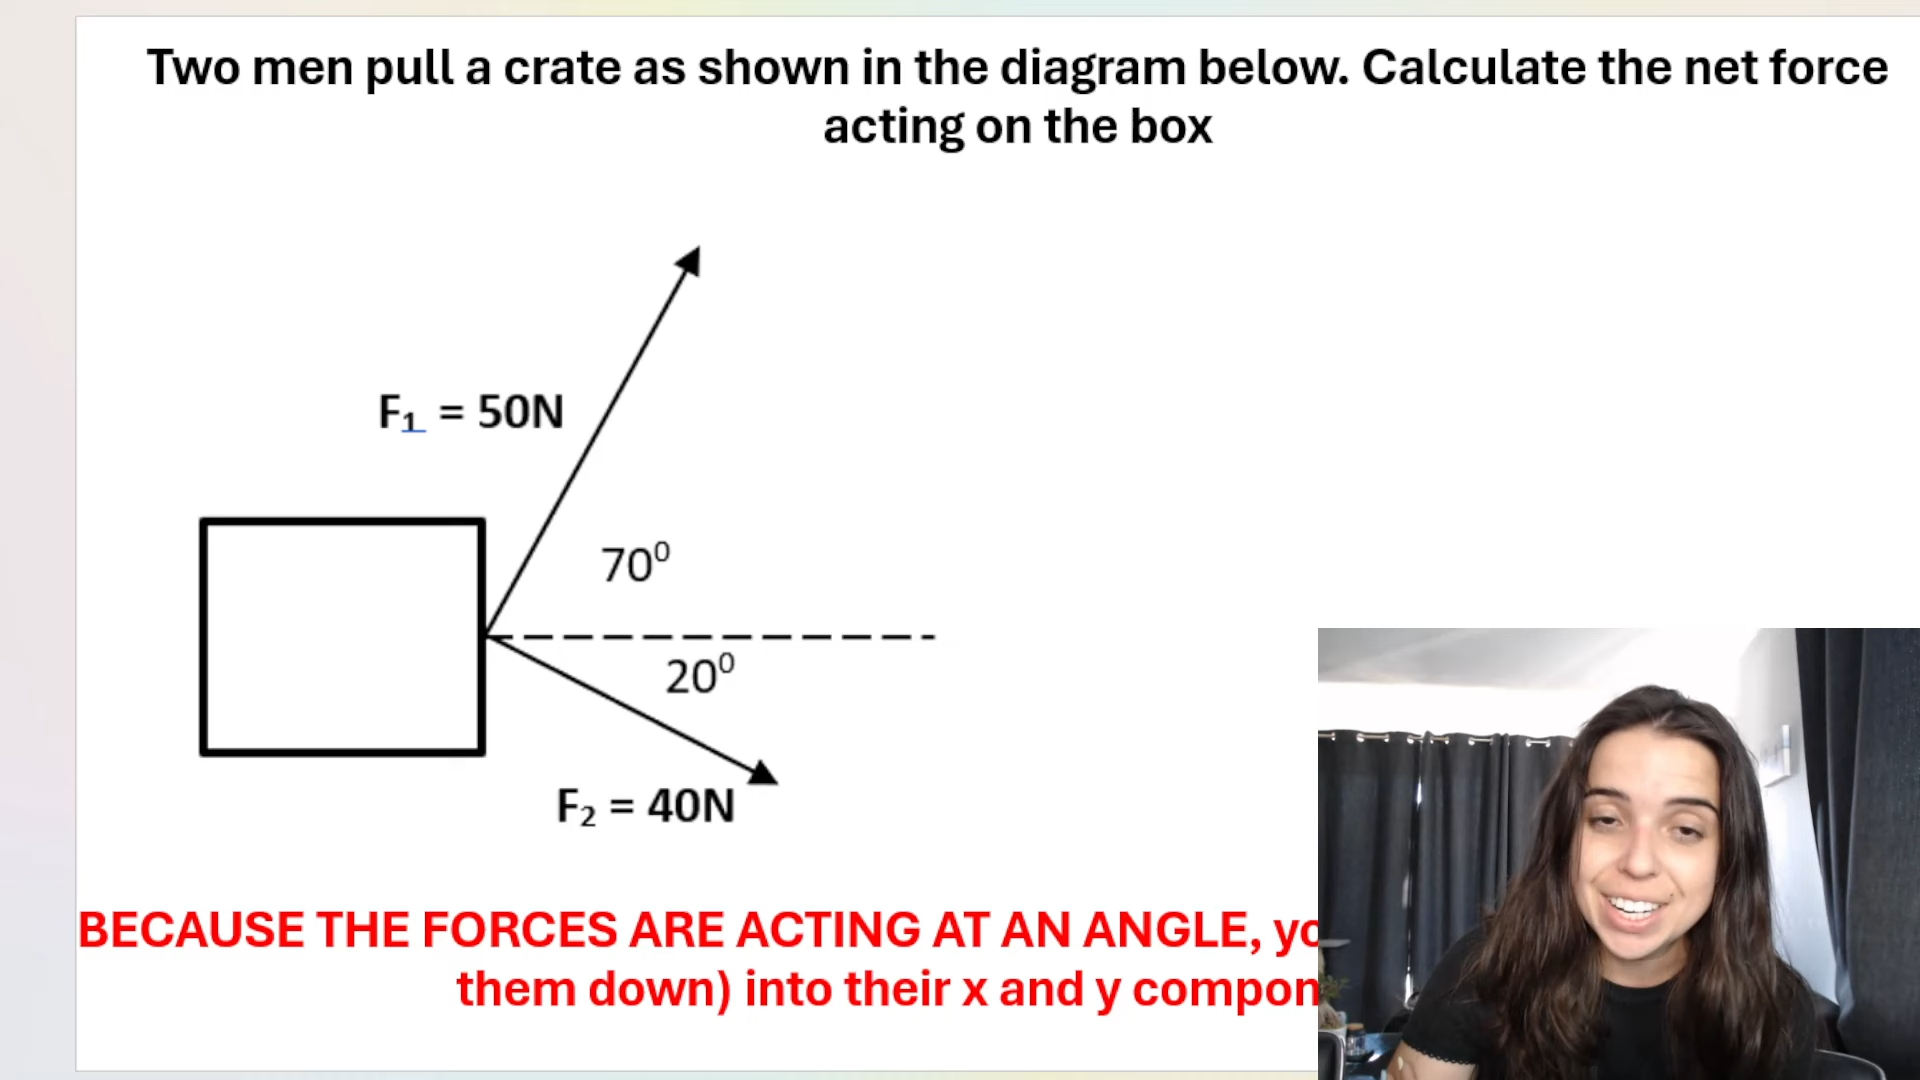 Two men pull a crate as shown in the diagram below. Calculate the net force
acting on the box
F₁ = 50N
70⁰
20⁰
F₂ = 40N
BECAUSE THE FORCES ARE ACTING AT AN ANGLE,
them down) into their x and y